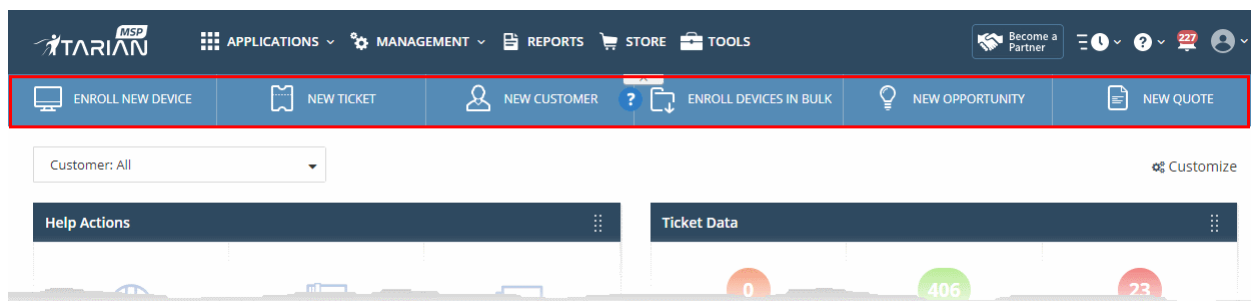 ITARIAN MSP APPLICATIONS MANAGEMENT REPORTS STORE TOOLS Become a Partner ? 227
ENROLL NEW DEVICE NEW TICKET NEW CUSTOMER ? ENROLL DEVICES IN BULK NEW OPPORTUNITY NEW QUOTE
Customer: All Customize
Help Actions Ticket Data
0 406 23